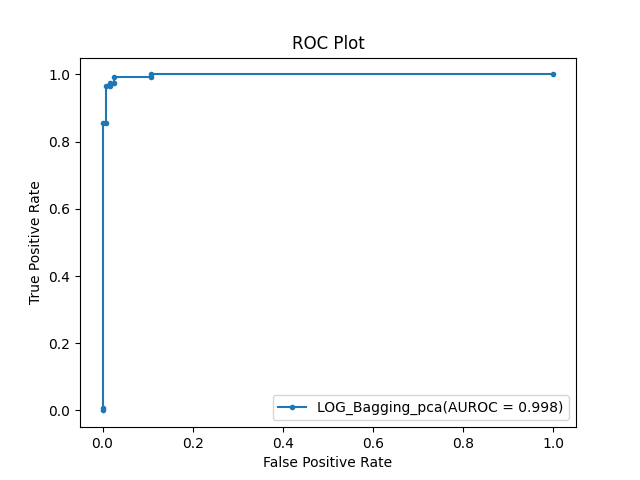 ROC Plot
1.0
0.8
0.6
0.4
0.2
0.0
True Positive Rate
LOG_Bagging_pca(AUROC = 0.998)
0.0 0.2 0.4 0.6 0.8 1.0
False Positive Rate